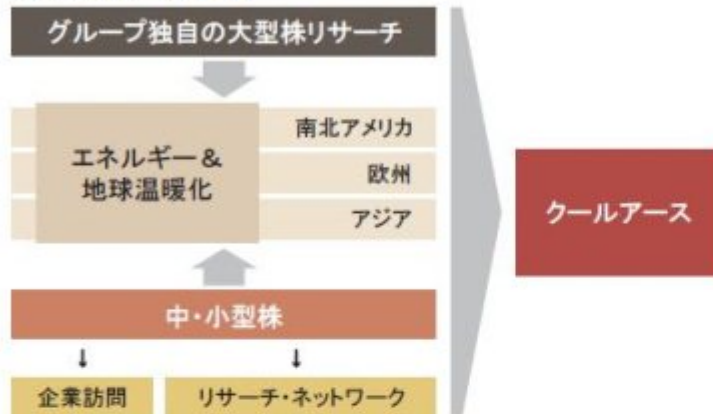 グループ独自の大型株リサーチ
エネルギー&
地球温暖化
南北アメリカ
欧州
アジア
クールアース
中・小型株
↓ ↓
企業訪問
リサーチ・ネットワーク